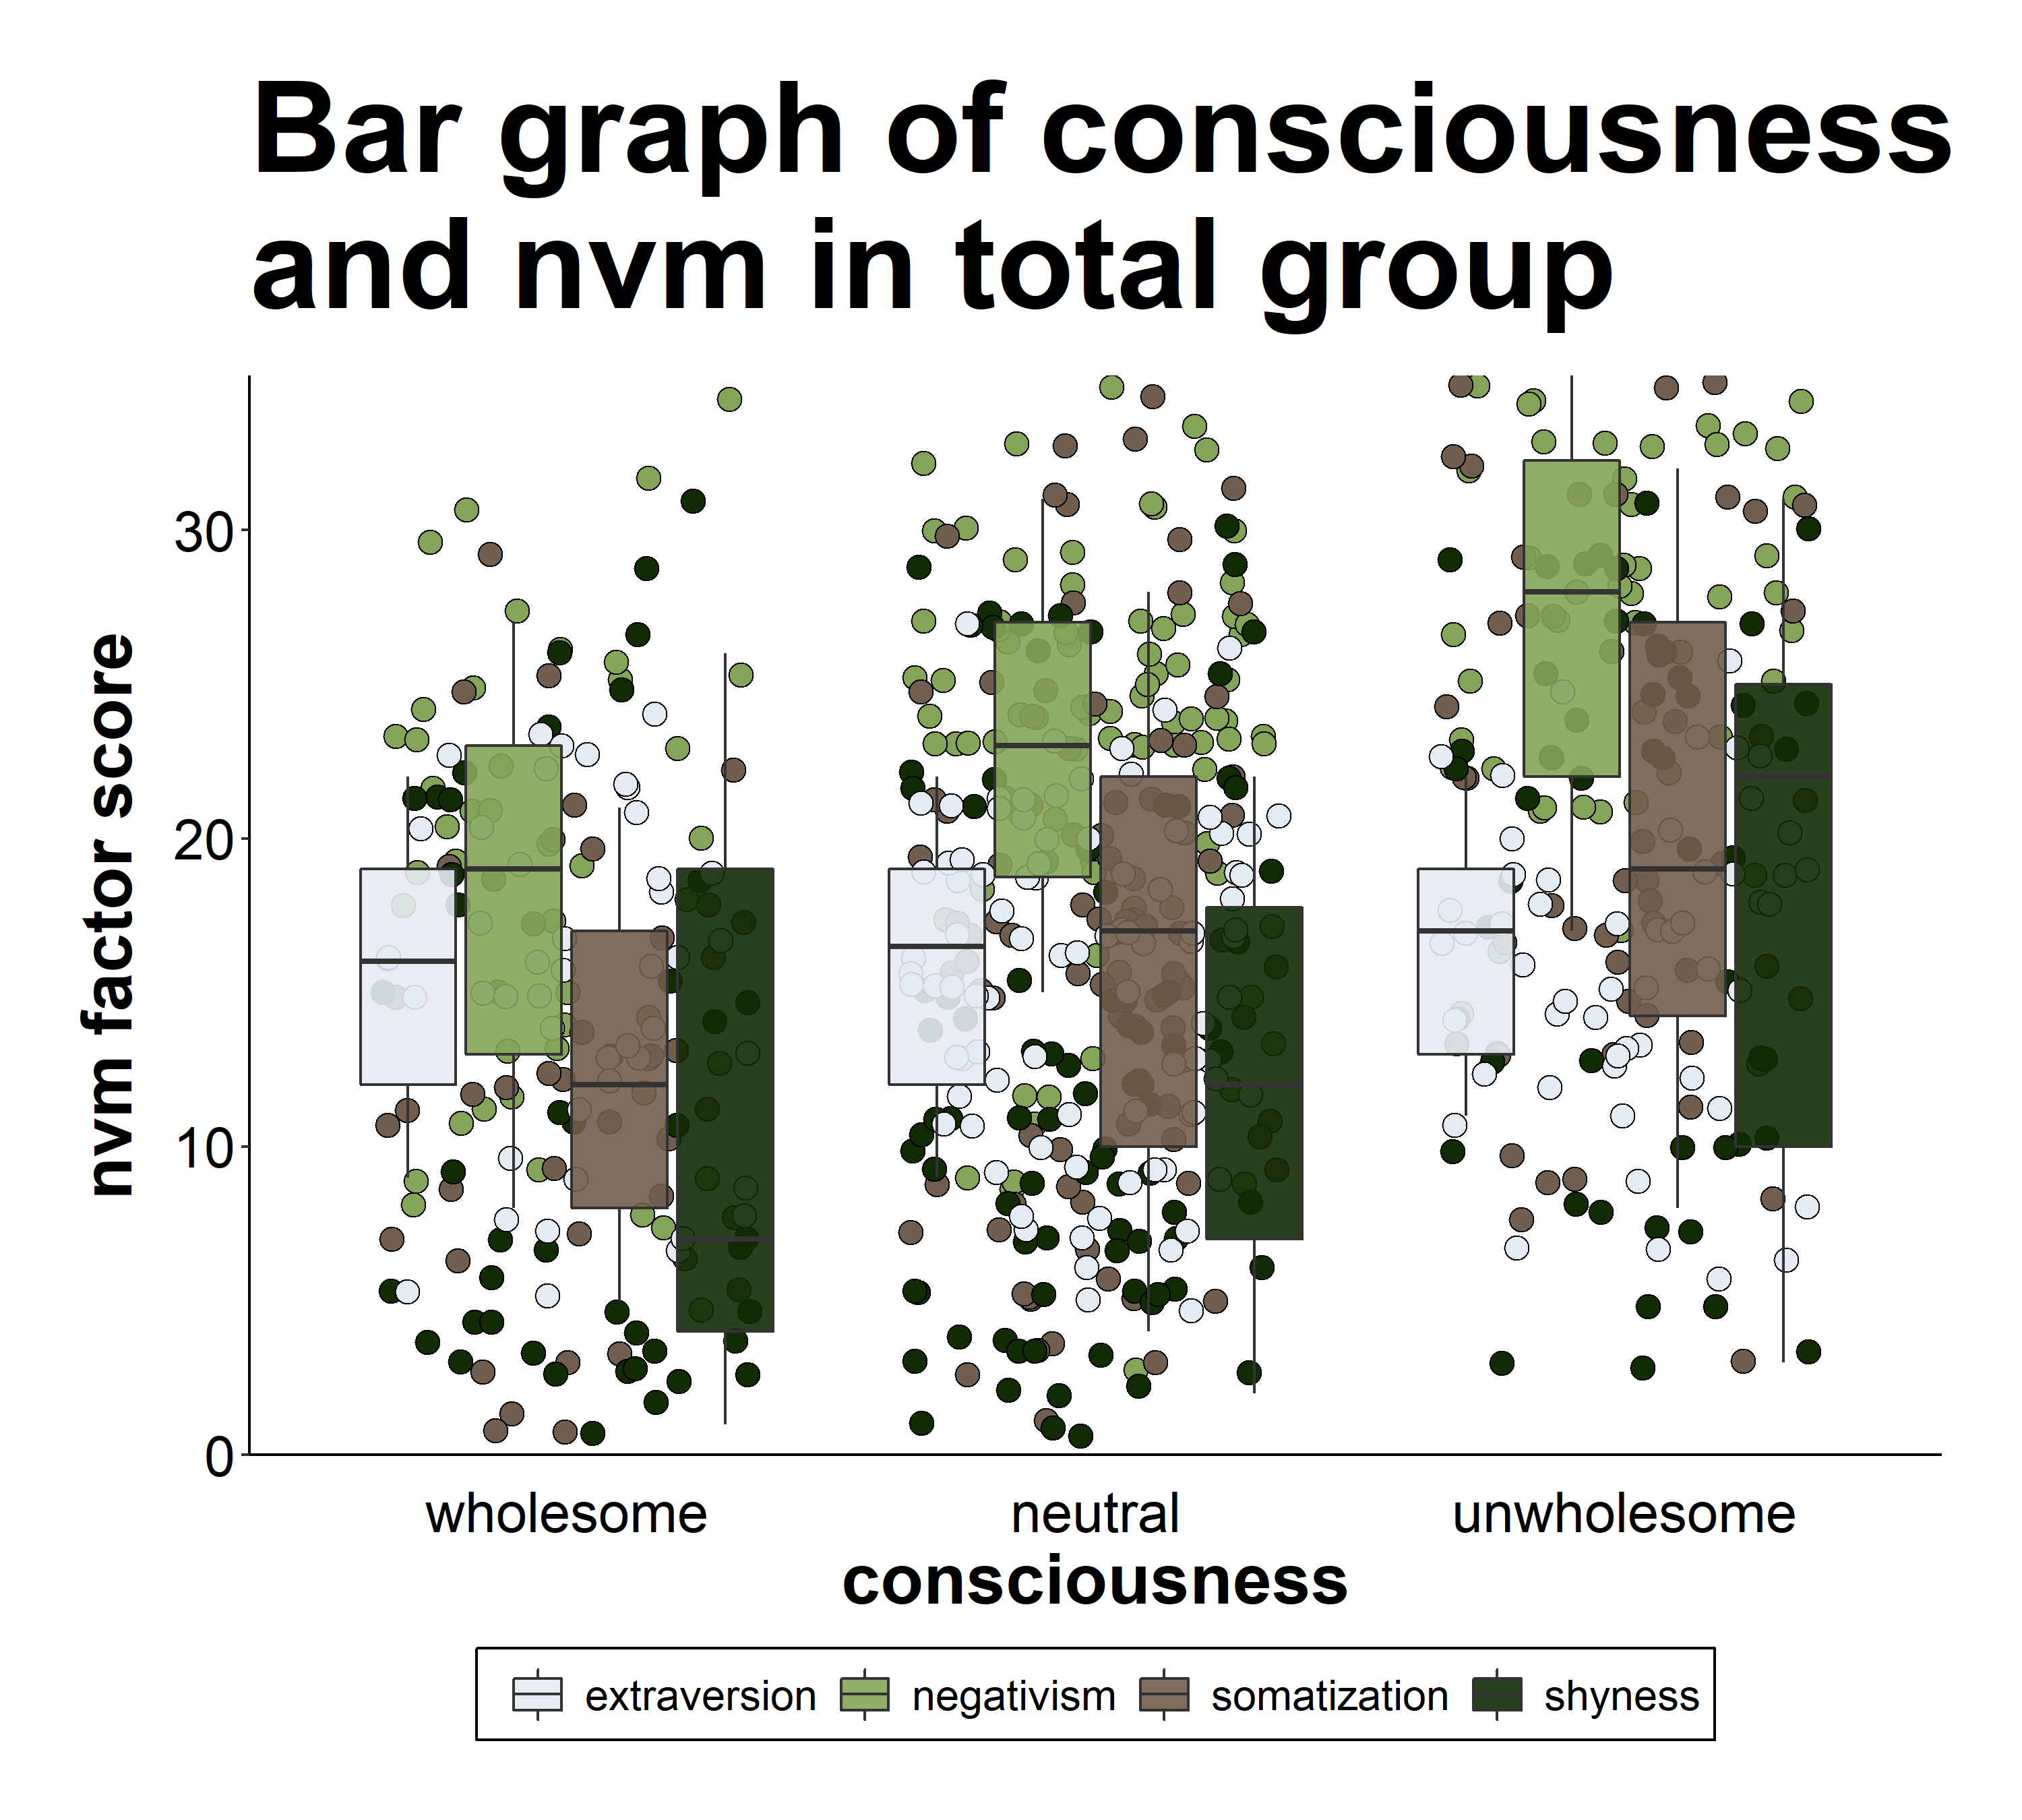 Bar graph of consciousness
and nvm in total group
nvm factor score
30
20
10
0
wholesome neutral unwholesome
consciousness
extraversion negativism somatization shyness